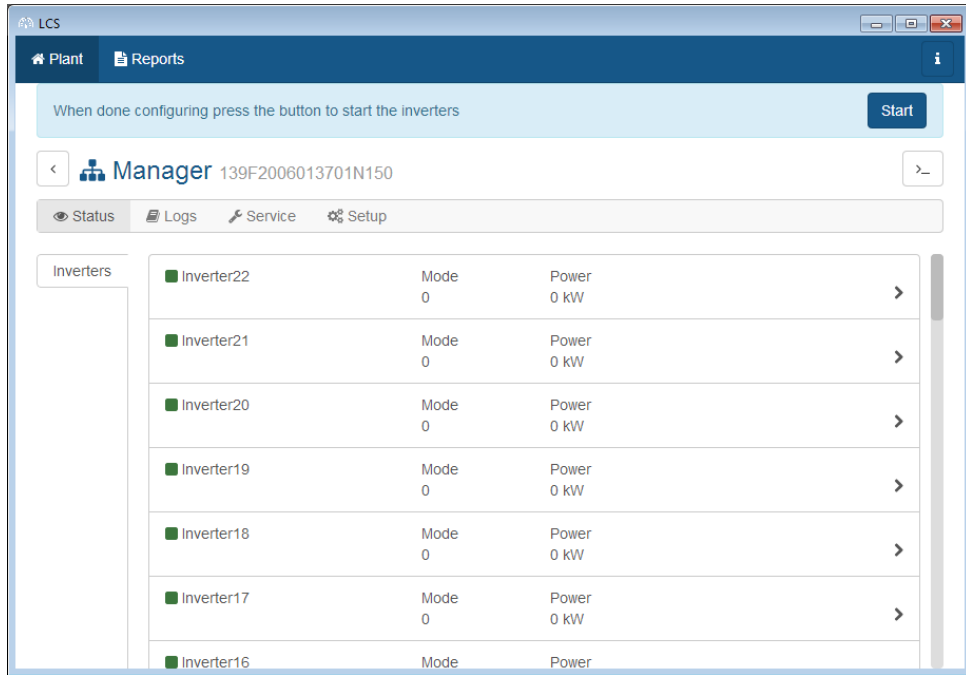 LCS
Plant Reports i
When done configuring press the button to start the inverters Start
< Manager 139F2006013701N150 >_
Status Logs Service Setup
Inverters
Inverter22 Mode Power
0 0 kW
Inverter21 Mode Power
0 0 kW
Inverter20 Mode Power
0 0 kW
Inverter19 Mode Power
0 0 kW
Inverter18 Mode Power
0 0 kW
Inverter17 Mode Power
0 0 kW
Inverter16 Mode Power